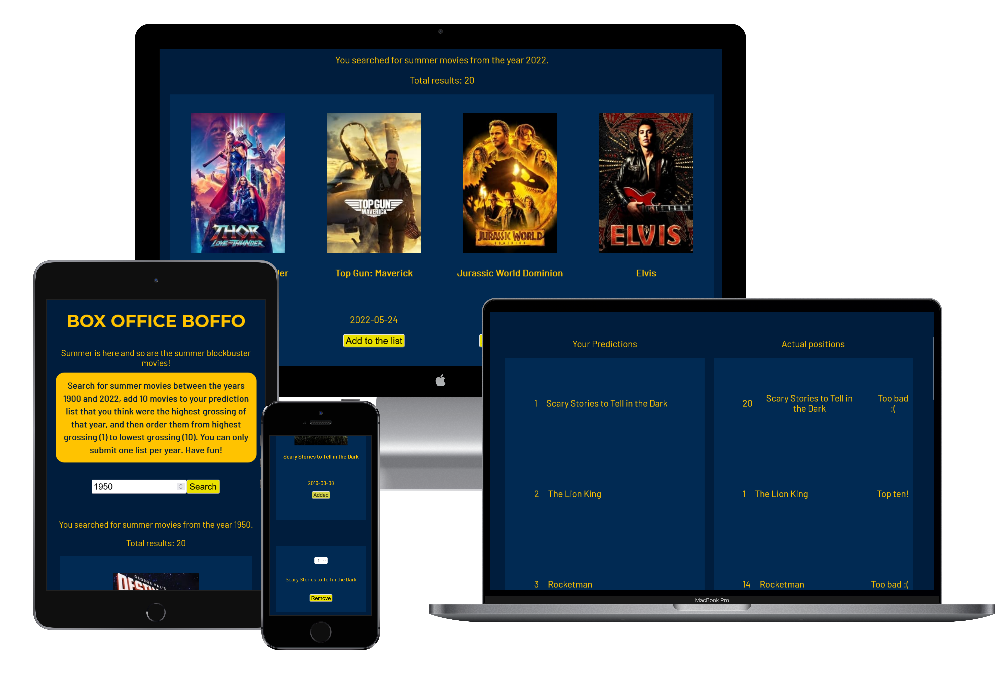 You searched for summer movies from the year 2022.
Total results: 20
THOR
LOVE AND THUNDER
TOP GUN
MAVERICK
JURASSIC WORLD
DOMINION
ELVIS
Top Gun: Maverick
Jurassic World Dominion
Elvis
2022-05-24
Add to the list
BOX OFFICE BOFFO
Summer is here and so are the summer blockbuster
movies!
Search for summer movies between the years
1900 and 2022, add 10 movies to your prediction
list that you think were the highest grossing of
that year, and then order them from highest
grossing (1) to lowest grossing (10). You can only
submit one list per year. Have fun!
1950 Search
You searched for summer movies from the year 1950.
Total results: 20
Scary Stories to Tell in the Dark
Added
Scary Stories to Tell in the Dark
Remove
Your Predictions
Actual positions
1 Scary Stories to Tell in the Dark
20 Scary Stories to Tell in
the Dark
Too bad
:(
2 The Lion King
1 The Lion King Top ten!
3 Rocketman
14 Rocketman Too bad :(
MacBook Pro